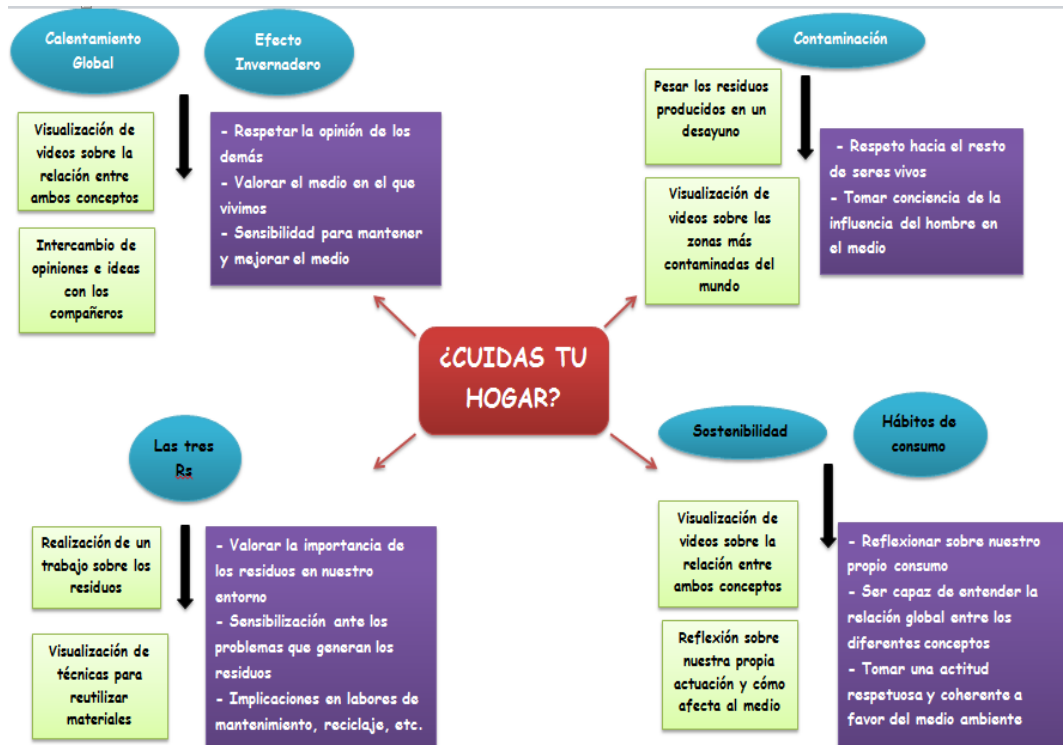 Calentamiento
Global
Efecto
Invernadero
Visualización de
videos sobre la
relación entre
ambos conceptos
Intercambio de
opiniones e ideas
con los
compañeros
- Respetar la opinión de los
demás
- Valorar el medio en el que
vivimos
- Sensibilidad para mantener
y mejorar el medio
Contaminación
Pesar los residuos
producidos en un
desayuno
Visualización de
videos sobre las
zonas más
contaminadas del
mundo
- Respeto hacia el resto
de seres vivos
- Tomar conciencia de la
influencia del hombre en
el medio
¿CUIDAS TU
HOGAR?
Las tres
Rs
Realización de un
trabajo sobre los
residuos
Visualización de
técnicas para
reutilizar
materiales
- Valorar la importancia de
los residuos en nuestro
entorno
- Sensibilización ante los
problemas que generan los
residuos
- Implicaciones en labores de
mantenimiento, reciclaje, etc.
Sostenibilidad
Hábitos de
consumo
Visualización de
videos sobre la
relación entre
ambos conceptos
Reflexión sobre
nuestra propia
actuación y cómo
afecta al medio
- Reflexionar sobre nuestro
propio consumo
- Ser capaz de entender la
relación global entre los
diferentes conceptos
- Tomar una actitud
respetuosa y coherente a
favor del medio ambiente